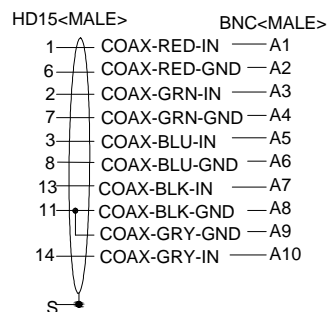 HD15<MALE> BNC<MALE>
1 COAX-RED-IN A1
6 COAX-RED-GND A2
2 COAX-GRN-IN A3
7 COAX-GRN-GND A4
3 COAX-BLU-IN A5
8 COAX-BLU-GND A6
13 COAX-BLK-IN A7
11 COAX-BLK-GND A8
COAX-GRY-GND A9
14 COAX-GRY-IN A10
S